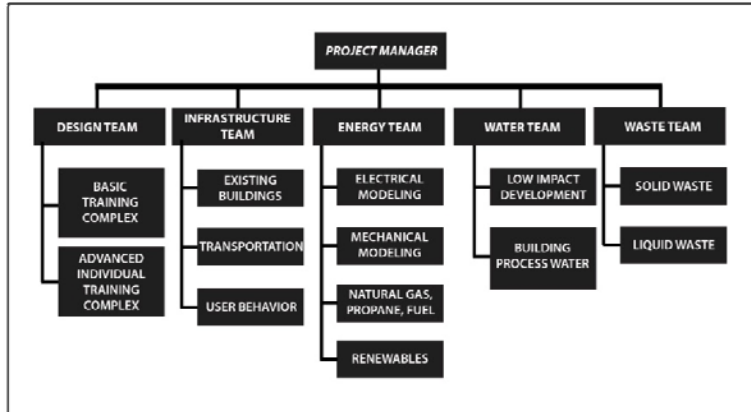 PROJECT MANAGER
DESIGN TEAM
INFRASTRUCTURE
TEAM
ENERGY TEAM
WATER TEAM
WASTE TEAM
BASIC
TRAINING
COMPLEX
ADVANCED
INDIVIDUAL
TRAINING
COMPLEX
EXISTING
BUILDINGS
TRANSPORTATION
USER BEHAVIOR
ELECTRICAL
MODELING
MECHANICAL
MODELING
NATURAL GAS,
PROPANE, FUEL
RENEWABLES
LOW IMPACT
DEVELOPMENT
BUILDING
PROCESS WATER
SOLID WASTE
LIQUID WASTE